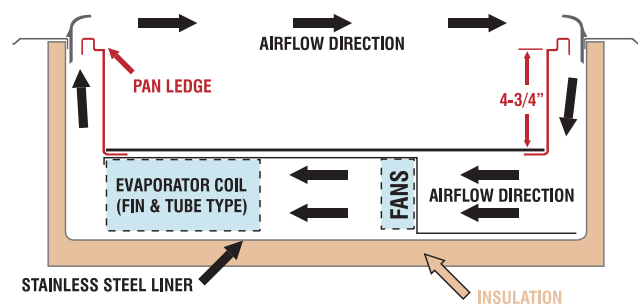 AIRFLOW DIRECTION
PAN LEDGE
4-3/4”
EVAPORATOR COIL
(FIN & TUBE TYPE)
FANS
AIRFLOW DIRECTION
STAINLESS STEEL LINER
INSULATION